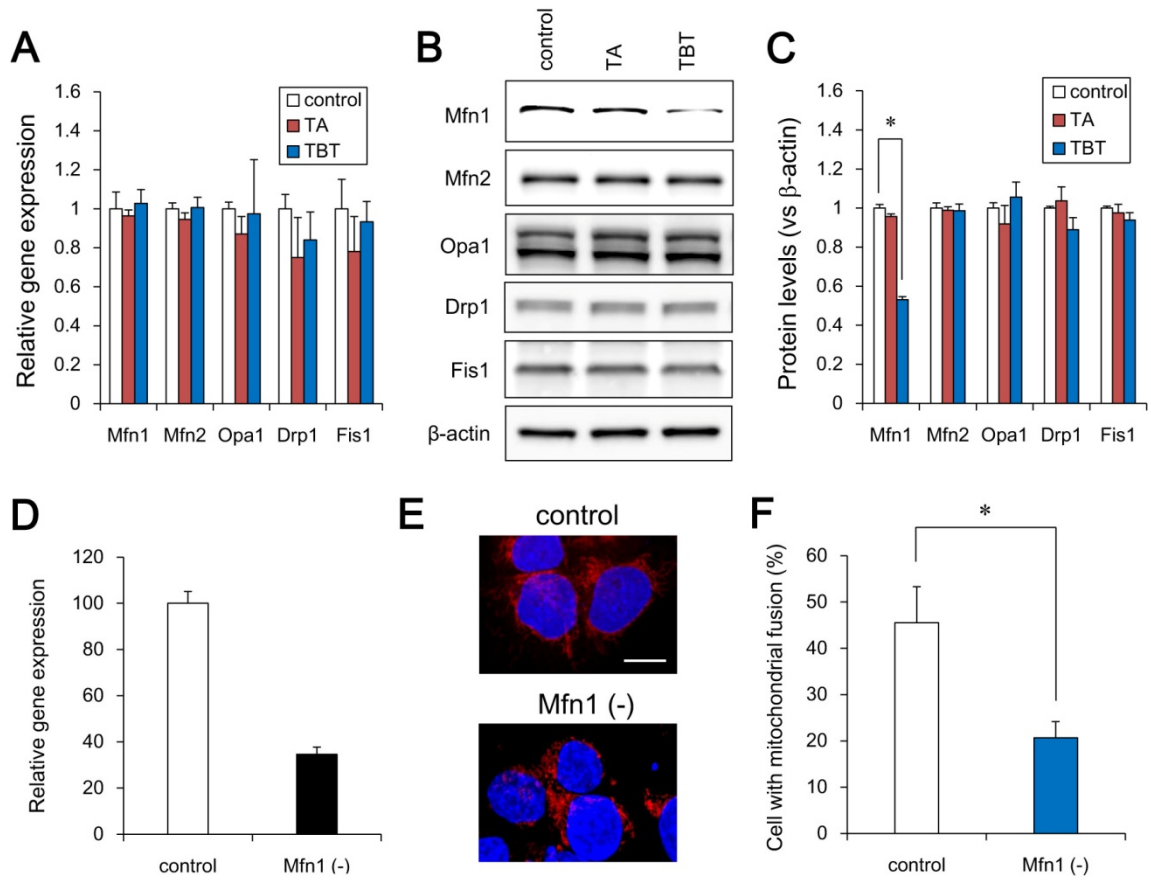 A
Relative gene expression
1.6
1.4
1.2
1
0.8
0.6
0.4
0.2
0
control
TA
TBT
Mfn1 Mfn2 Opa1 Drp1 Fis1
B
control TA TBT
Mfn1
Mfn2
Opa1
Drp1
Fis1
β-actin
C
Protein levels (vs β-actin)
1.6
1.4
1.2
1
0.8
0.6
0.4
0.2
0
*
control
TA
TBT
Mfn1 Mfn2 Opa1 Drp1 Fis1
D
Relative gene expression
120
100
80
60
40
20
0
control Mfn1 (-)
E
control
Mfn1 (-)
F
Cell with mitochondrial fusion (%)
60
50
40
30
20
10
0
*
control Mfn1 (-)